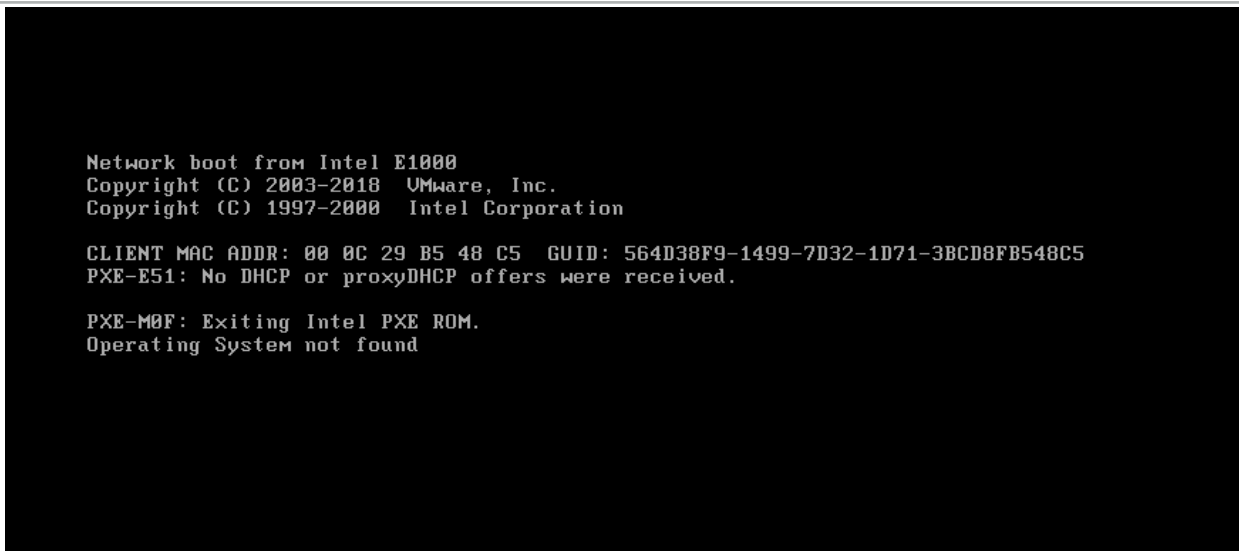 Network boot from Intel E1000
Copyright (C) 2003-2018  VMware, Inc.
Copyright (C) 1997-2000  Intel Corporation
CLIENT MAC ADDR: 00 0C 29 B5 48 C5  GUID: 564D38F9-1499-7D32-1D71-3BCD8FB548C5
PXE-E51: No DHCP or proxyDHCP offers were received.
PXE-M0F: Exiting Intel PXE ROM.
Operating System not found